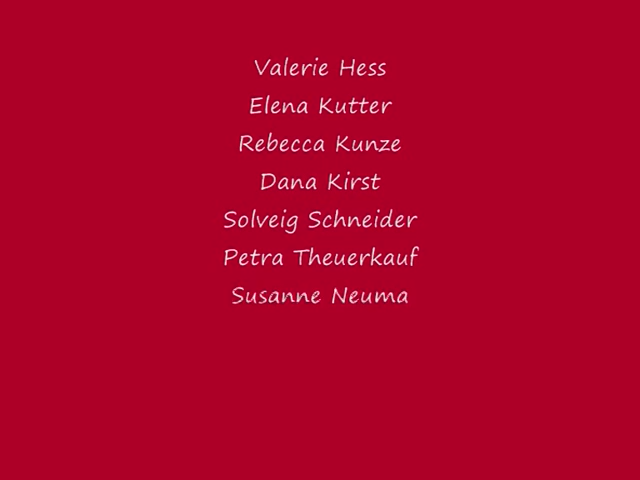 Valerie Hess
Elena Kutter
Rebecca Kunze
Dana Kirst
Solveig Schneider
Petra Theuerkauf
Susanne Neuma